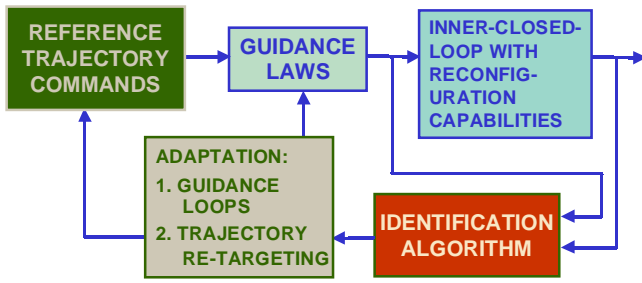 REFERENCE
TRAJECTORY
COMMANDS
GUIDANCE
LAWS
INNER-CLOSED-
LOOP WITH
RECONFIG-
URATION
CAPABILITIES
ADAPTATION:
1. GUIDANCE
LOOPS
2. TRAJECTORY
RE-TARGETING
IDENTIFICATION
ALGORITHM